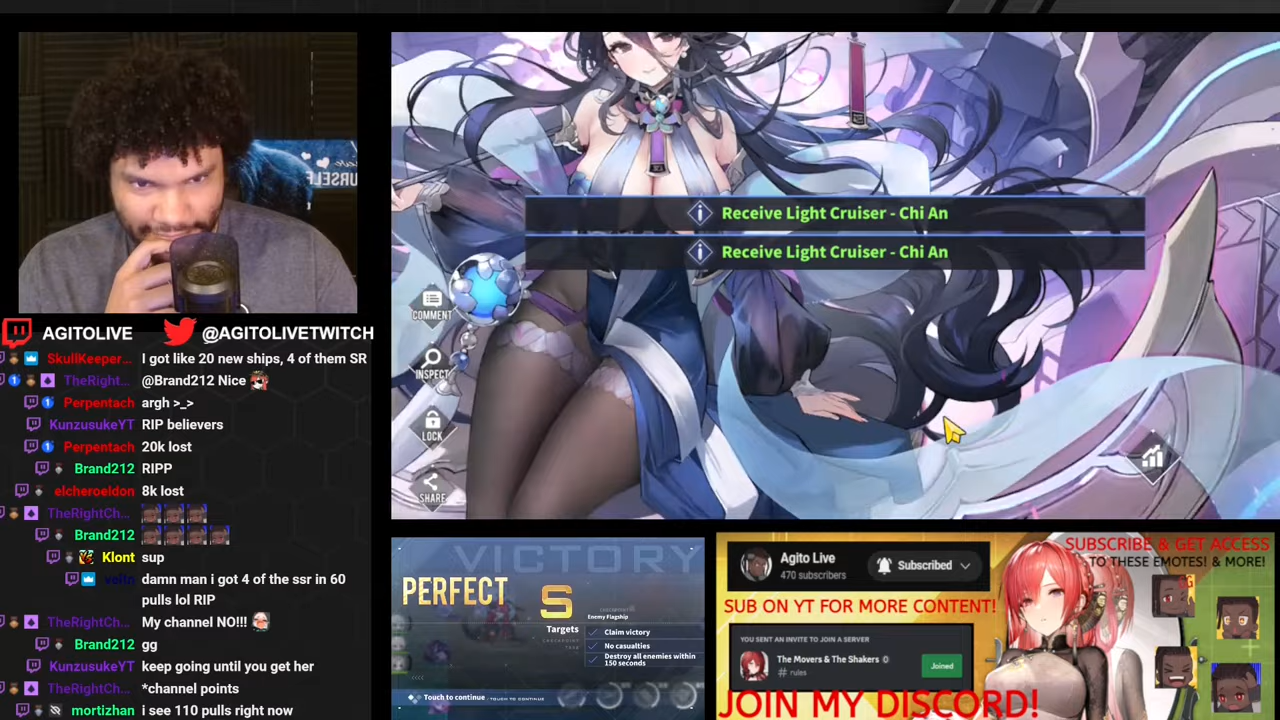 Receive Light Cruiser - Chi An
Receive Light Cruiser - Chi An
COMMENT
INSPECT
LOCK
SHARE
AGITOLIVE
@AGITOLIVETWITCH
SkullKeeper... I got like 20 new ships, 4 of them SR
TheRight... @Brand212 Nice
Perpentach argh >_>
KunzusukeYT RIP believers
Perpentach 20k lost
Brand212 RIPP
elcheroeldon 8k lost
TheRightCh...
Brand212
Klont sup
damn man i got 4 of the ssr in 60
pulls lol RIP
TheRightCh... My channel NO!!!
Brand212 gg
KunzusukeYT keep going until you get her
TheRightCh... *channel points
mortizhan i see 110 pulls right now
VICTORY
PERFECT
S
Enemy Flagship
Targets
Claim victory
No casualties
Destroy all enemies within
150 seconds
Touch to continue - TOUCH TO CONTINUE
Agito Live
470 subscribers
Subscribed
SUB ON YT FOR MORE CONTENT!
YOU SENT AN INVITE TO JOIN A SERVER
The Movers & The Shakers
# rules
Joined
JOIN MY DISCORD!
SUBSCRIBE & GET ACCESS
TO THESE EMOTES! & MORE!